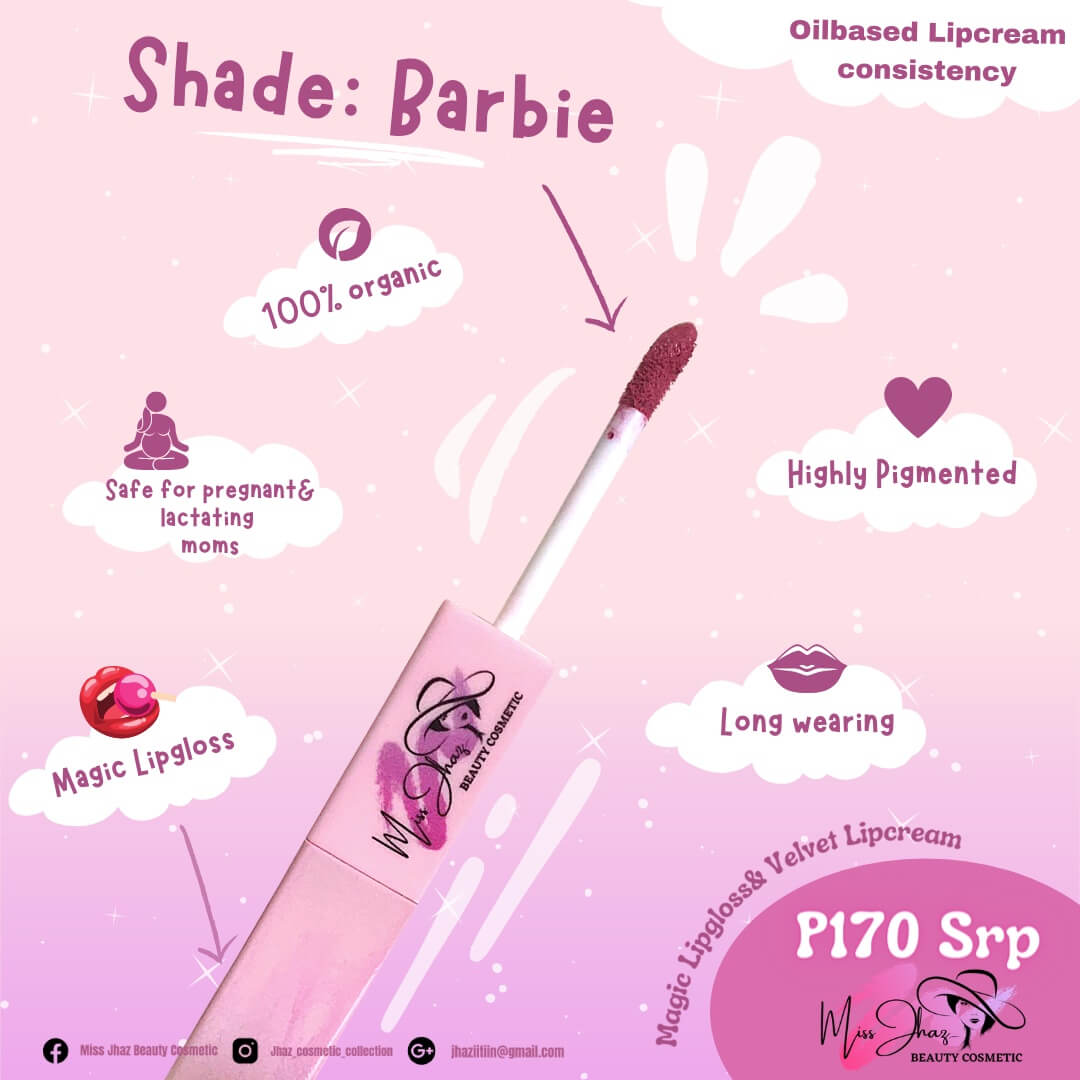 Oilbased Lipcream
consistency
Shade: Barbie
100% organic
Safe for pregnant&
lactating
moms
Highly Pigmented
Magic Lipgloss
Long wearing
Miss Jhaz
BEAUTY COSMETIC
Magic Lipgloss& Velvet Lipcream
P170 Srp
Miss Jhaz
BEAUTY COSMETIC
Miss Jhaz Beauty Cosmetic
Jhaz_cosmetic_collection
G+
jhaziitiin@gmail.com